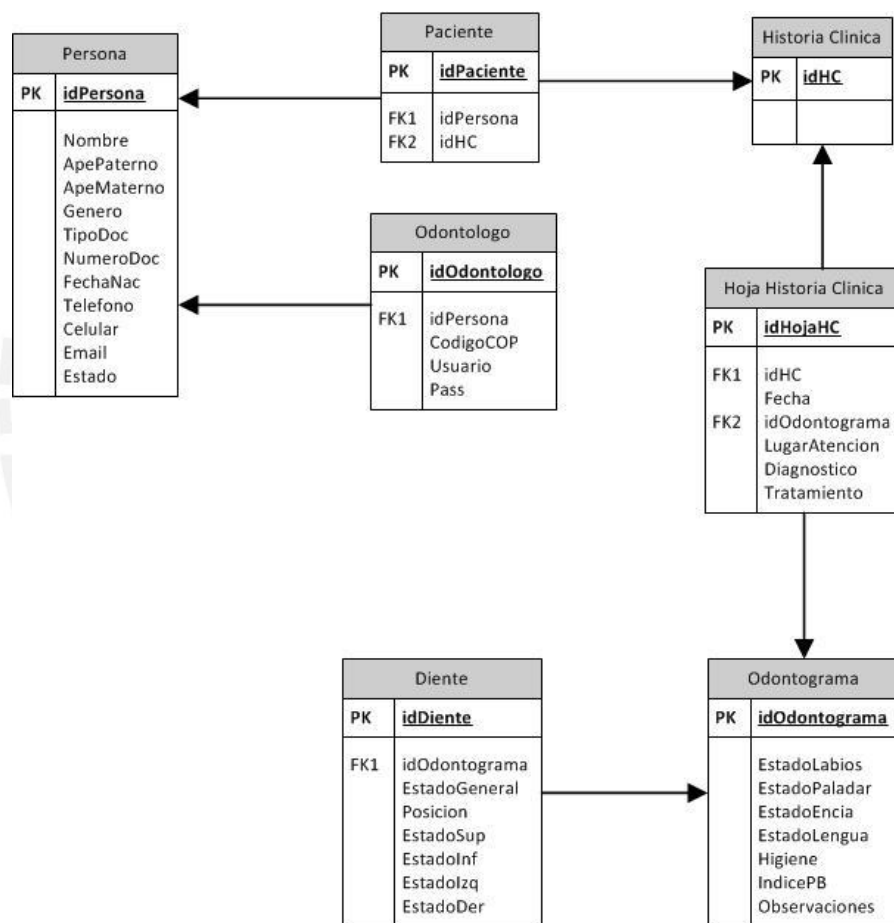 Persona
PK idPersona
Nombre
ApePaterno
ApeMaterno
Genero
TipoDoc
NumeroDoc
FechaNac
Telefono
Celular
Email
Estado
Paciente
PK idPaciente
FK1 idPersona
FK2 idHC
Historia Clinica
PK idHC
Odontologo
PK idOdontologo
FK1 idPersona
CodigoCOP
Usuario
Pass
Hoja Historia Clinica
PK idHojaHC
FK1 idHC
Fecha
FK2 idOdontograma
LugarAtencion
Diagnostico
Tratamiento
Diente
PK idDiente
FK1 idOdontograma
EstadoGeneral
Posicion
EstadoSup
EstadoInf
EstadoIzq
EstadoDer
Odontograma
PK idOdontograma
EstadoLabios
EstadoPaladar
EstadoEncia
EstadoLengua
Higiene
IndicePB
Observaciones